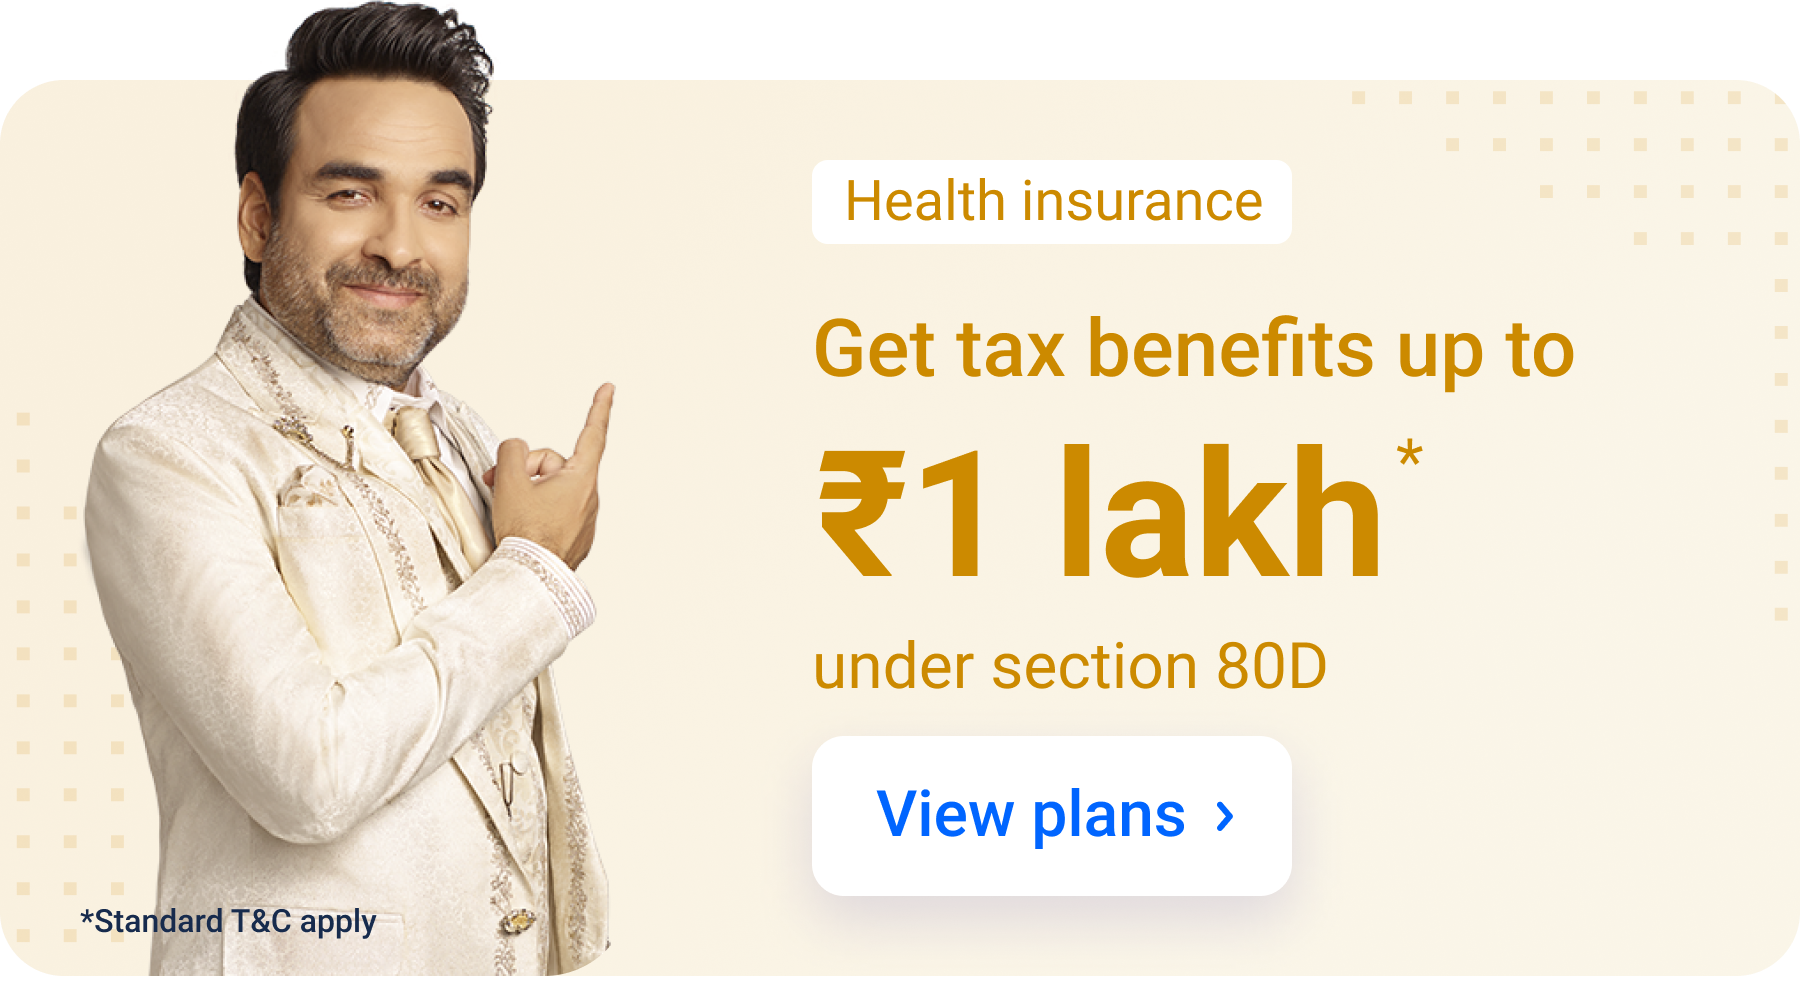 Health insurance
Get tax benefits up to
₹1 lakh*
under section 80D
View plans ›
*Standard T&C apply